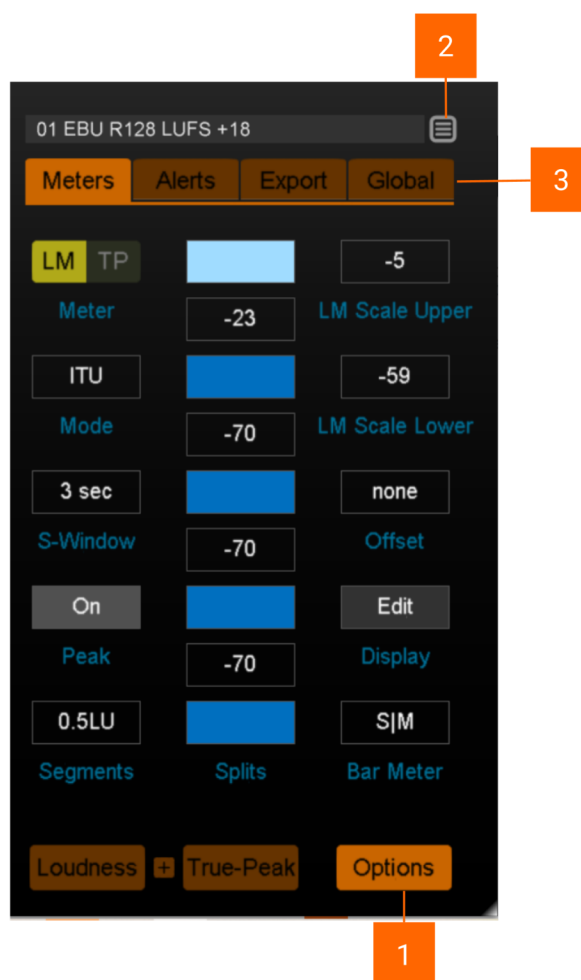 2
01 EBU R128 LUFS +18
Meters Alerts Export Global
3
LM TP -5
Meter -23 LM Scale Upper
ITU -59
Mode -70 LM Scale Lower
3 sec none
S-Window -70 Offset
On Edit
Peak -70 Display
0.5LU S|M
Segments Splits Bar Meter
Loudness + True-Peak Options
1